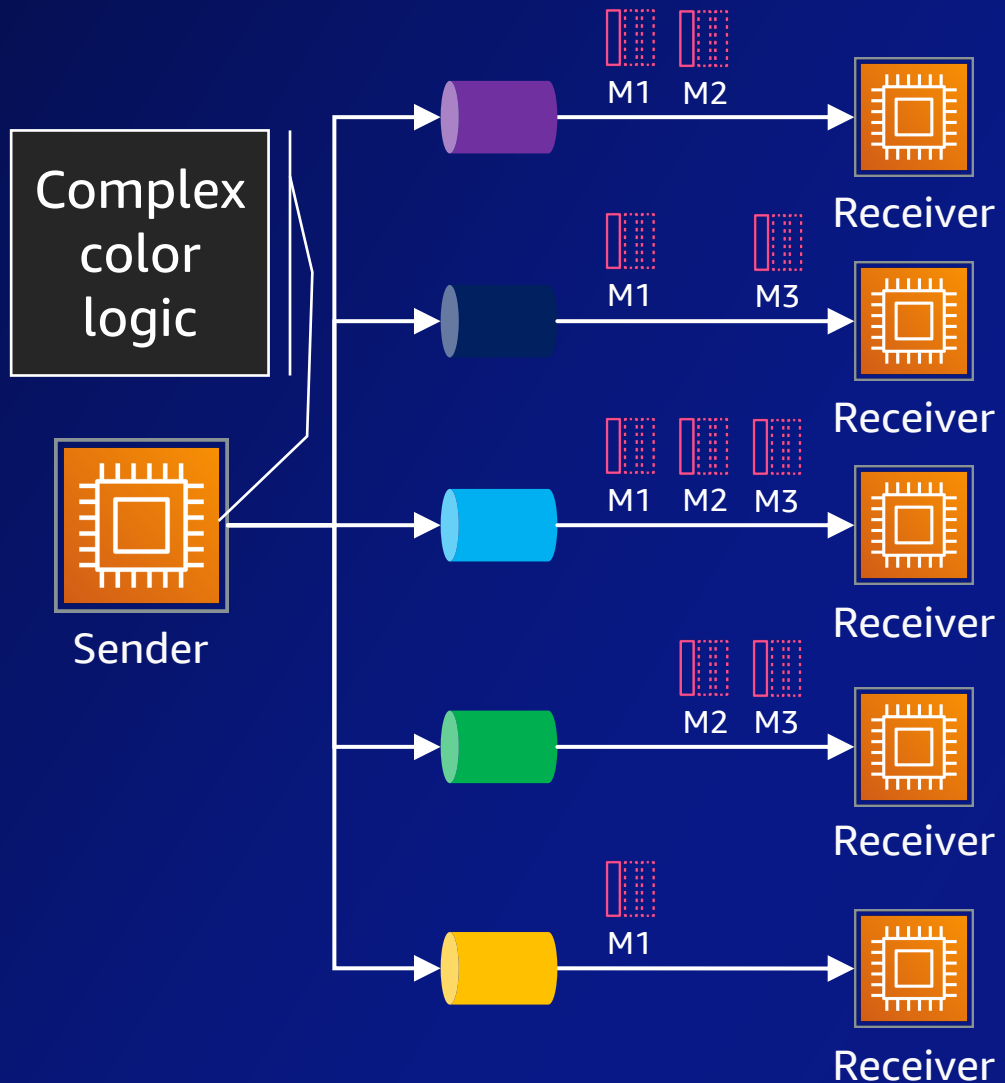 M1 M2
Receiver
Complex
color
logic
M1 M3
Receiver
M1 M2 M3
Receiver
Sender
M2 M3
Receiver
M1
Receiver